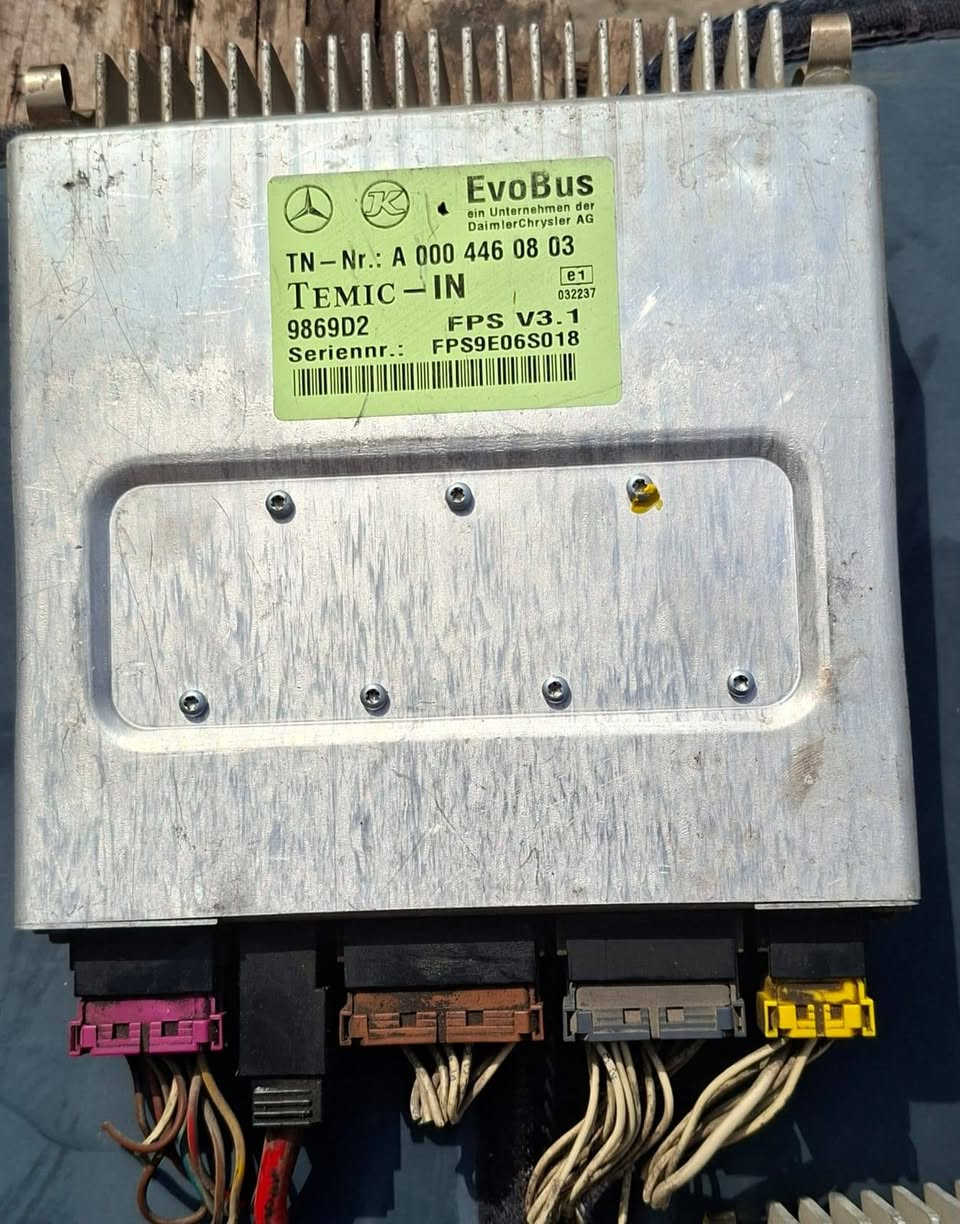 K
EvoBus
ein Unternehmen der
DaimlerChrysler AG
TN-Nr.: A 000 446 08 03
TEMIC-IN
e1
032237
9869D2 FPS V3.1
Seriennr.: FPS9E06S018